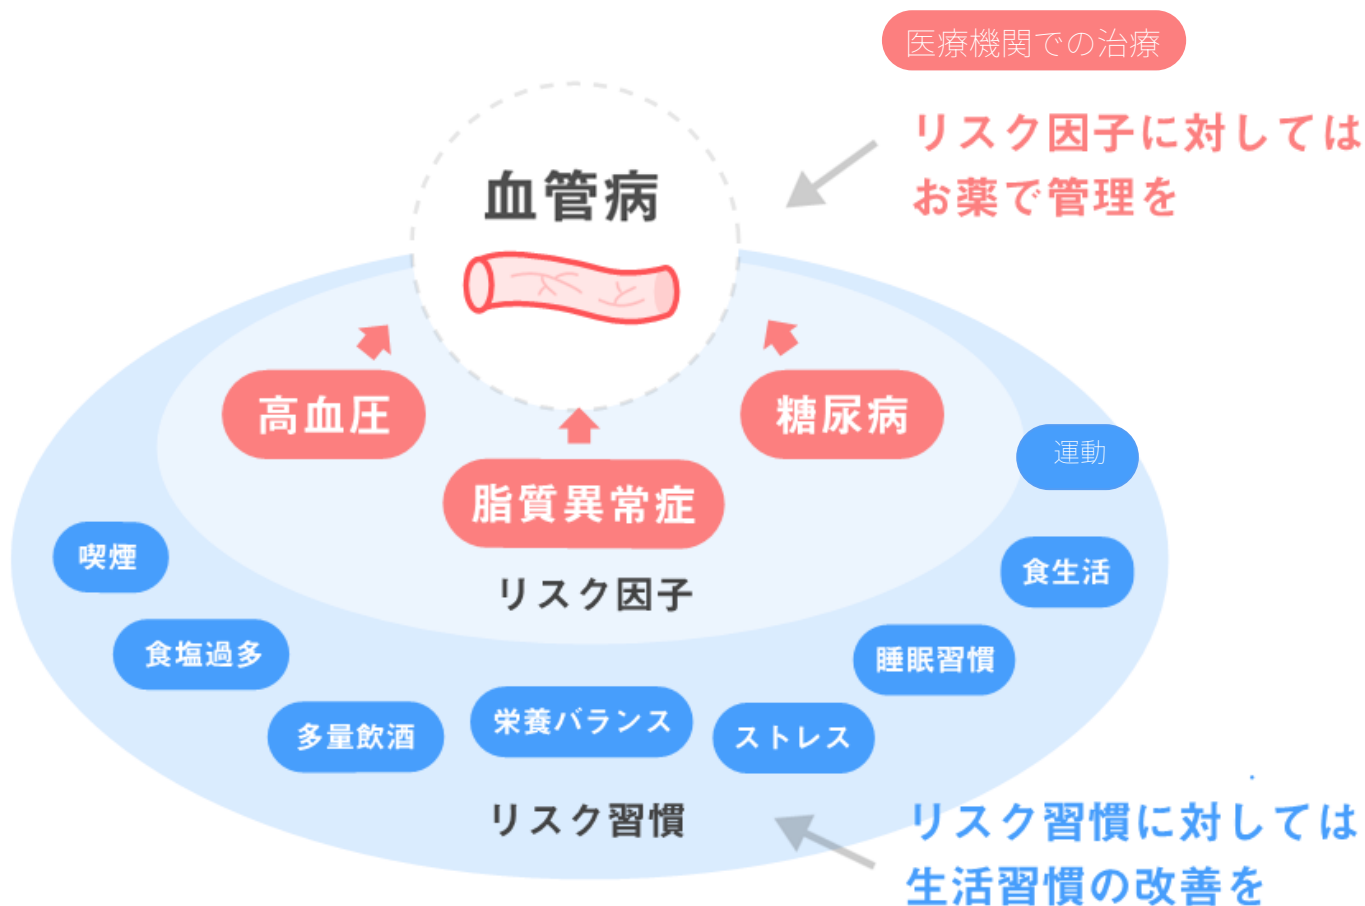 医療機関での治療
リスク因子に対しては
お薬で管理を
血管病
高血圧
糖尿病
脂質異常症
リスク因子
運動
喫煙
食生活
食塩過多
睡眠習慣
多量飲酒
栄養バランス
ストレス
リスク習慣
リスク習慣に対しては
生活習慣の改善を